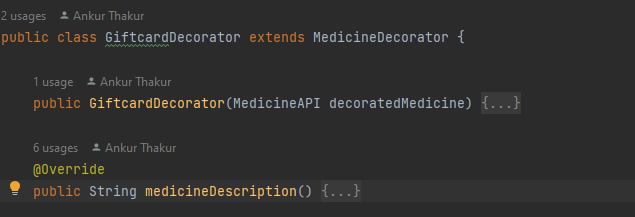 2 usages Ankur Thakur
public class GiftcardDecorator extends MedicineDecorator {
1 usage Ankur Thakur
public GiftcardDecorator(MedicineAPI decoratedMedicine) {...}
6 usages Ankur Thakur
@Override
public String medicineDescription() {...}